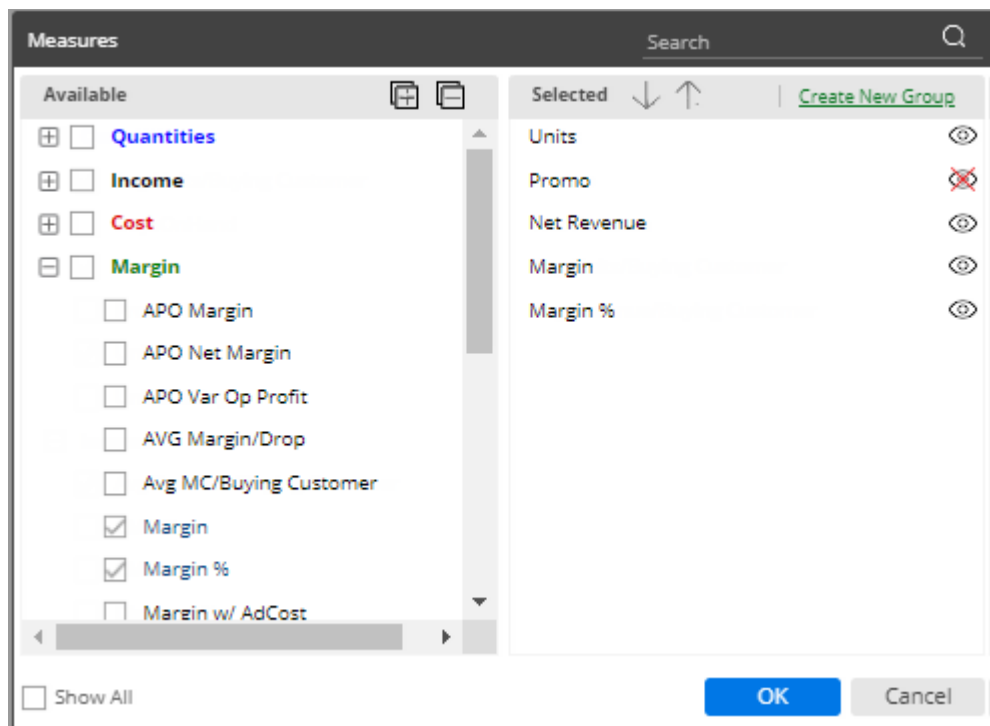 Measures
Search
Available
Selected
Create New Group
Quantities
Income
Cost
Margin
APO Margin
APO Net Margin
APO Var Op Profit
AVG Margin/Drop
Avg MC/Buying Customer
Margin
Margin %
Margin w/ AdCost
Units
Promo
Net Revenue
Margin
Margin %
Show All
OK
Cancel